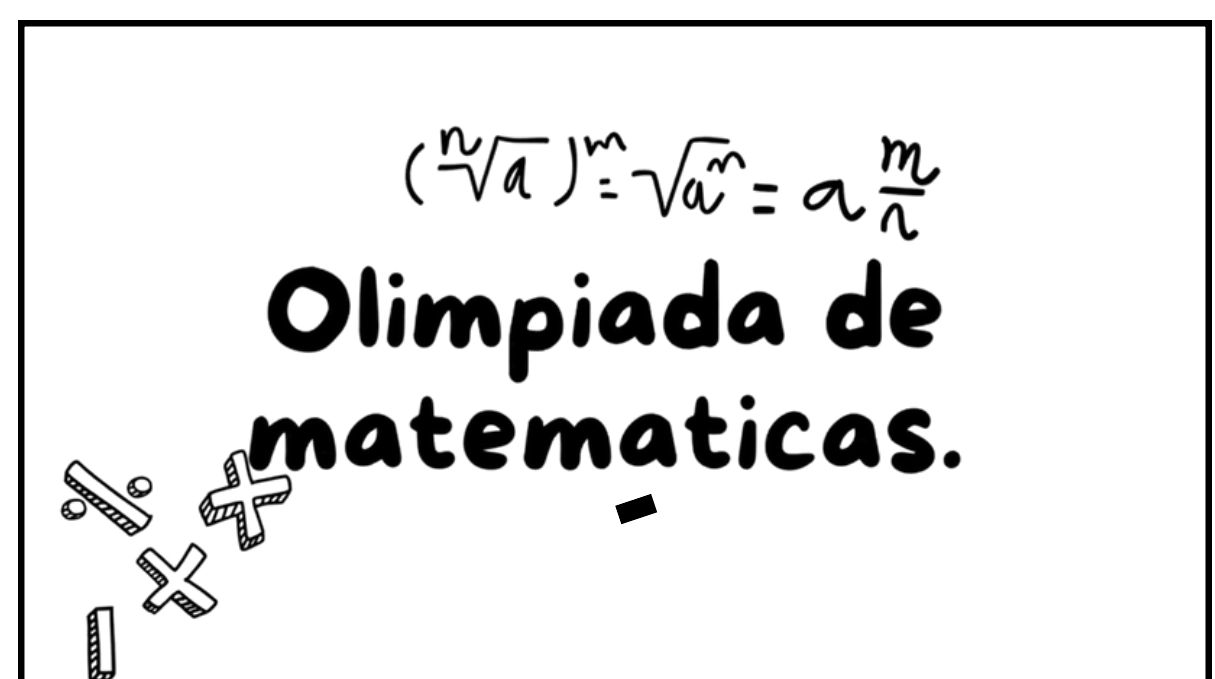 (ⁿ√a)ᵐ = √aᵐ = a m/n
Olimpiada de
matematicas.